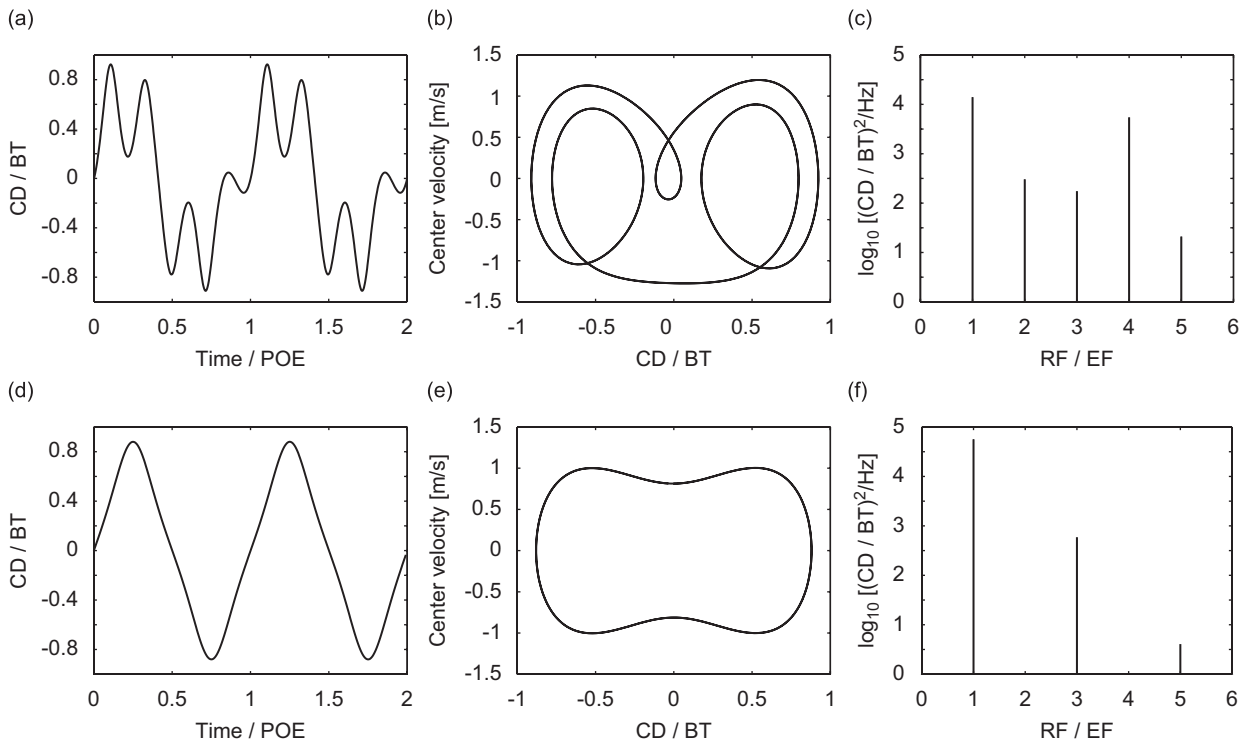 (a)
0.8
0.4
0
-0.4
-0.8
CD / BT
0 0.5 1 1.5 2
Time / POE
(b)
1.5
1
0.5
0
-0.5
-1
-1.5
Center velocity [m/s]
-1 -0.5 0 0.5 1
CD / BT
(c)
5
4
3
2
1
0
log10 [(CD / BT)2/Hz]
0 1 2 3 4 5 6
RF / EF
(d)
0.8
0.4
0
-0.4
-0.8
CD / BT
0 0.5 1 1.5 2
Time / POE
(e)
1.5
1
0.5
0
-0.5
-1
-1.5
Center velocity [m/s]
-1 -0.5 0 0.5 1
CD / BT
(f)
5
4
3
2
1
0
log10 [(CD / BT)2/Hz]
0 1 2 3 4 5 6
RF / EF